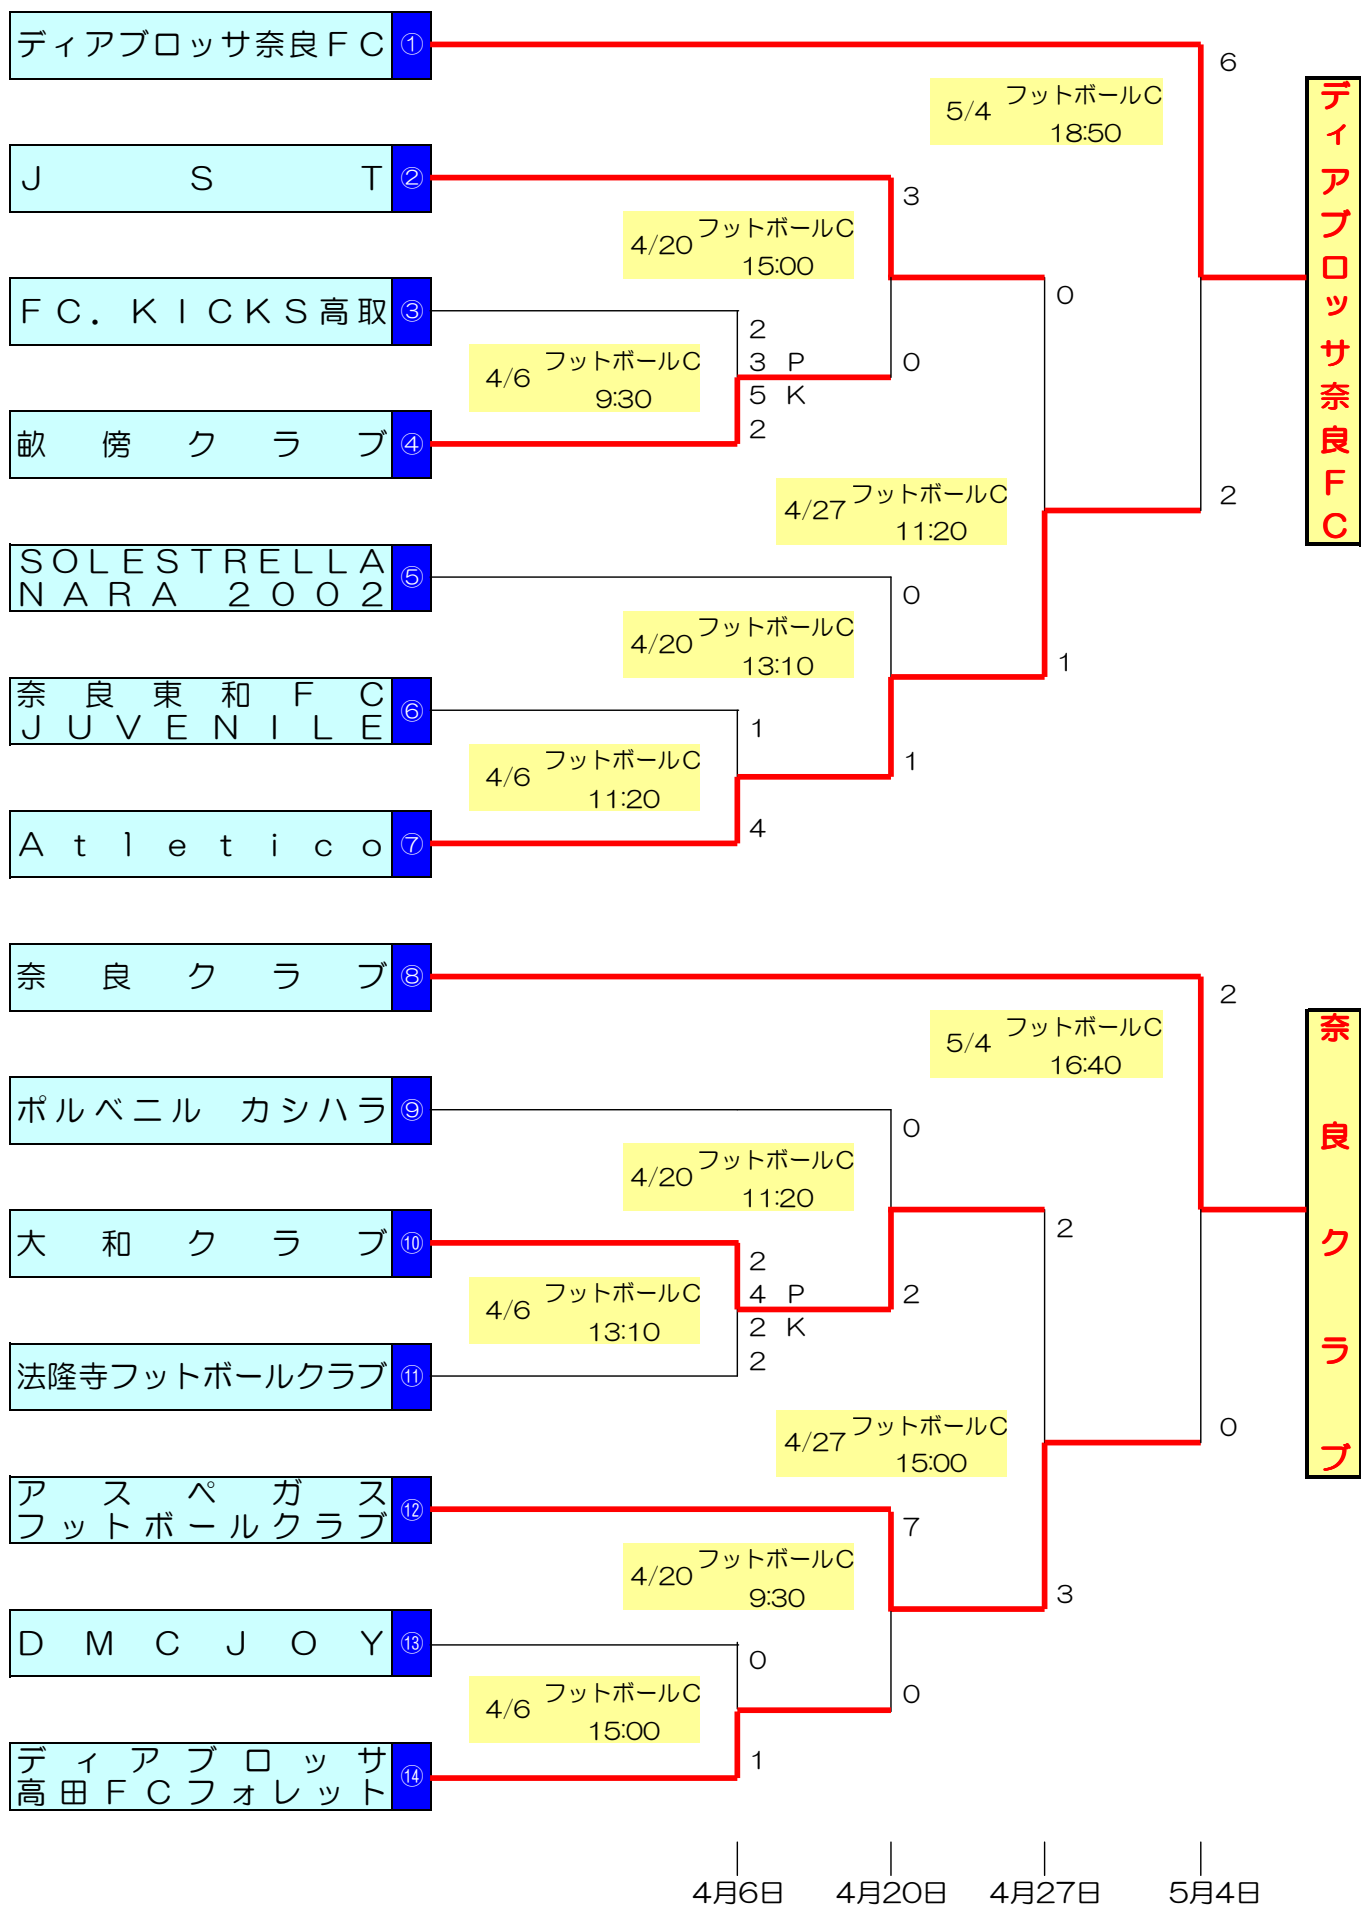 ディアブロッサ奈良ＦＣ ①
6
5/4 フットボールC
18:50
ディアブロッサ奈良ＦＣ
Ｊ Ｓ Ｔ ②
3
4/20 フットボールC
15:00
ＦＣ．ＫＩＣＫＳ高取 ③
0
2
4/6 フットボールC
9:30
3 P
0
5 K
畝傍クラブ ④
2
4/27 フットボールC
11:20
2
ＳＯＬＥＳＴＲＥＬＬＡ
ＮＡＲＡ　２００２ ⑤
0
4/20 フットボールC
13:10
1
奈良東和ＦＣ
ＪＵＶＥＮＩＬＥ ⑥
1
4/6 フットボールC
11:20
1
Ａｔｌｅｔｉｃｏ ⑦
4
奈良クラブ ⑧
2
5/4 フットボールC
16:40
奈良クラブ
ポルベニル　カシハラ ⑨
0
4/20 フットボールC
11:20
大和クラブ ⑩
2
2
4/6 フットボールC
13:10
4 P
2
2 K
2
法隆寺フットボールクラブ ⑪
4/27 フットボールC
15:00
0
アスペガス
フットボールクラブ ⑫
7
4/20 フットボールC
9:30
3
ＤＭＣＪＯＹ ⑬
0
4/6 フットボールC
15:00
0
ディアブロッサ
高田ＦＣフォレット ⑭
1
4月6日 4月20日 4月27日 5月4日